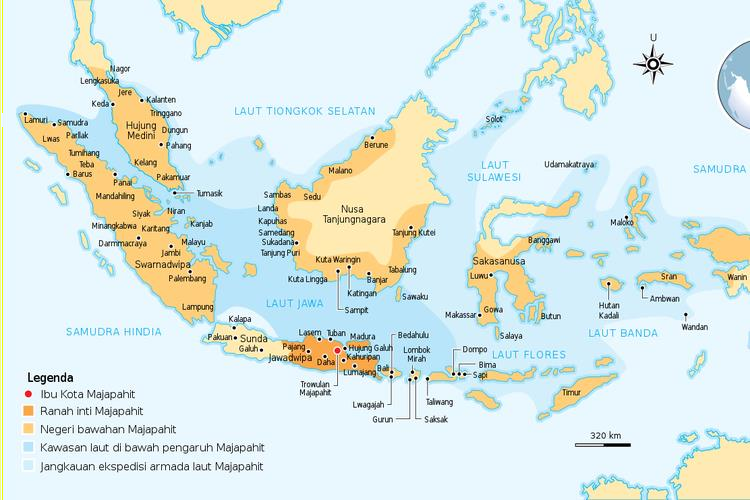 U
Nagor
Lengkasuka
Jere
Keda
Kalanten
Tringgano
LAUT TIONGKOK SELATAN
Solot
Lamuri
Samudra
Hujung
Medini
Dungun
Lwas
Parllak
Pahang
Berune
Tumihang
Teba
Kelang
LAUT
SULAWESI
Udamakatraya
SAMUDRA
Barus
Panai
Pakamuar
Malano
Mandahiling
Tumasik
Sambas
Sedu
Siyak
Niran
Landa
Nusa
Tanjungnagara
Minangkabwa
Karitang
Kanjab
Kapuhas
Maloko
Darmmacraya
Malayu
Samedang
Tanjung Kutei
Jambi
Sukadana
Banggawi
Swarnadwipa
Tanjung Puri
Kuta Waringin
Sakasanusa
Palembang
Tabalung
Luwu
Sran
Wanin
Kuta Lingga
Banjar
Katingan
Sawaku
Ambwan
Lampung
LAUT JAWA
Sampit
Makassar
Gowa
Butun
Hutan
Kadali
Wandan
Kalapa
SAMUDRA HINDIA
Lasem
Tuban
Bedahulu
Salaya
LAUT BANDA
Pakuan
Sunda
Madura
Galuh
Pajang
Hujung Galuh
Lombok
Mirah
Dompo
LAUT FLORES
Jawadwipa
Daha
Kahuripan
Bima
Lumajang
Bali
Sapi
Trowulan
Majapahit
Timur
Lwagajah
Taliwang
Gurun
Saksak
320 km
Legenda
Ibu Kota Majapahit
Ranah inti Majapahit
Negeri bawahan Majapahit
Kawasan laut di bawah pengaruh Majapahit
Jangkauan ekspedisi armada laut Majapahit